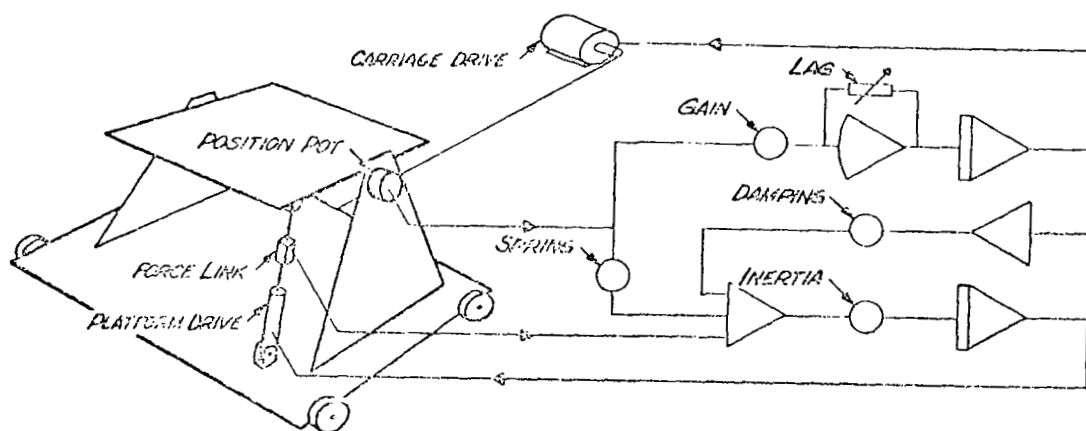 CARRIAGE DRIVE
LAG
GAIN
POSITION POT
DAMPING
SPRING
FORCE LINK
INERTIA
PLATFORM DRIVE